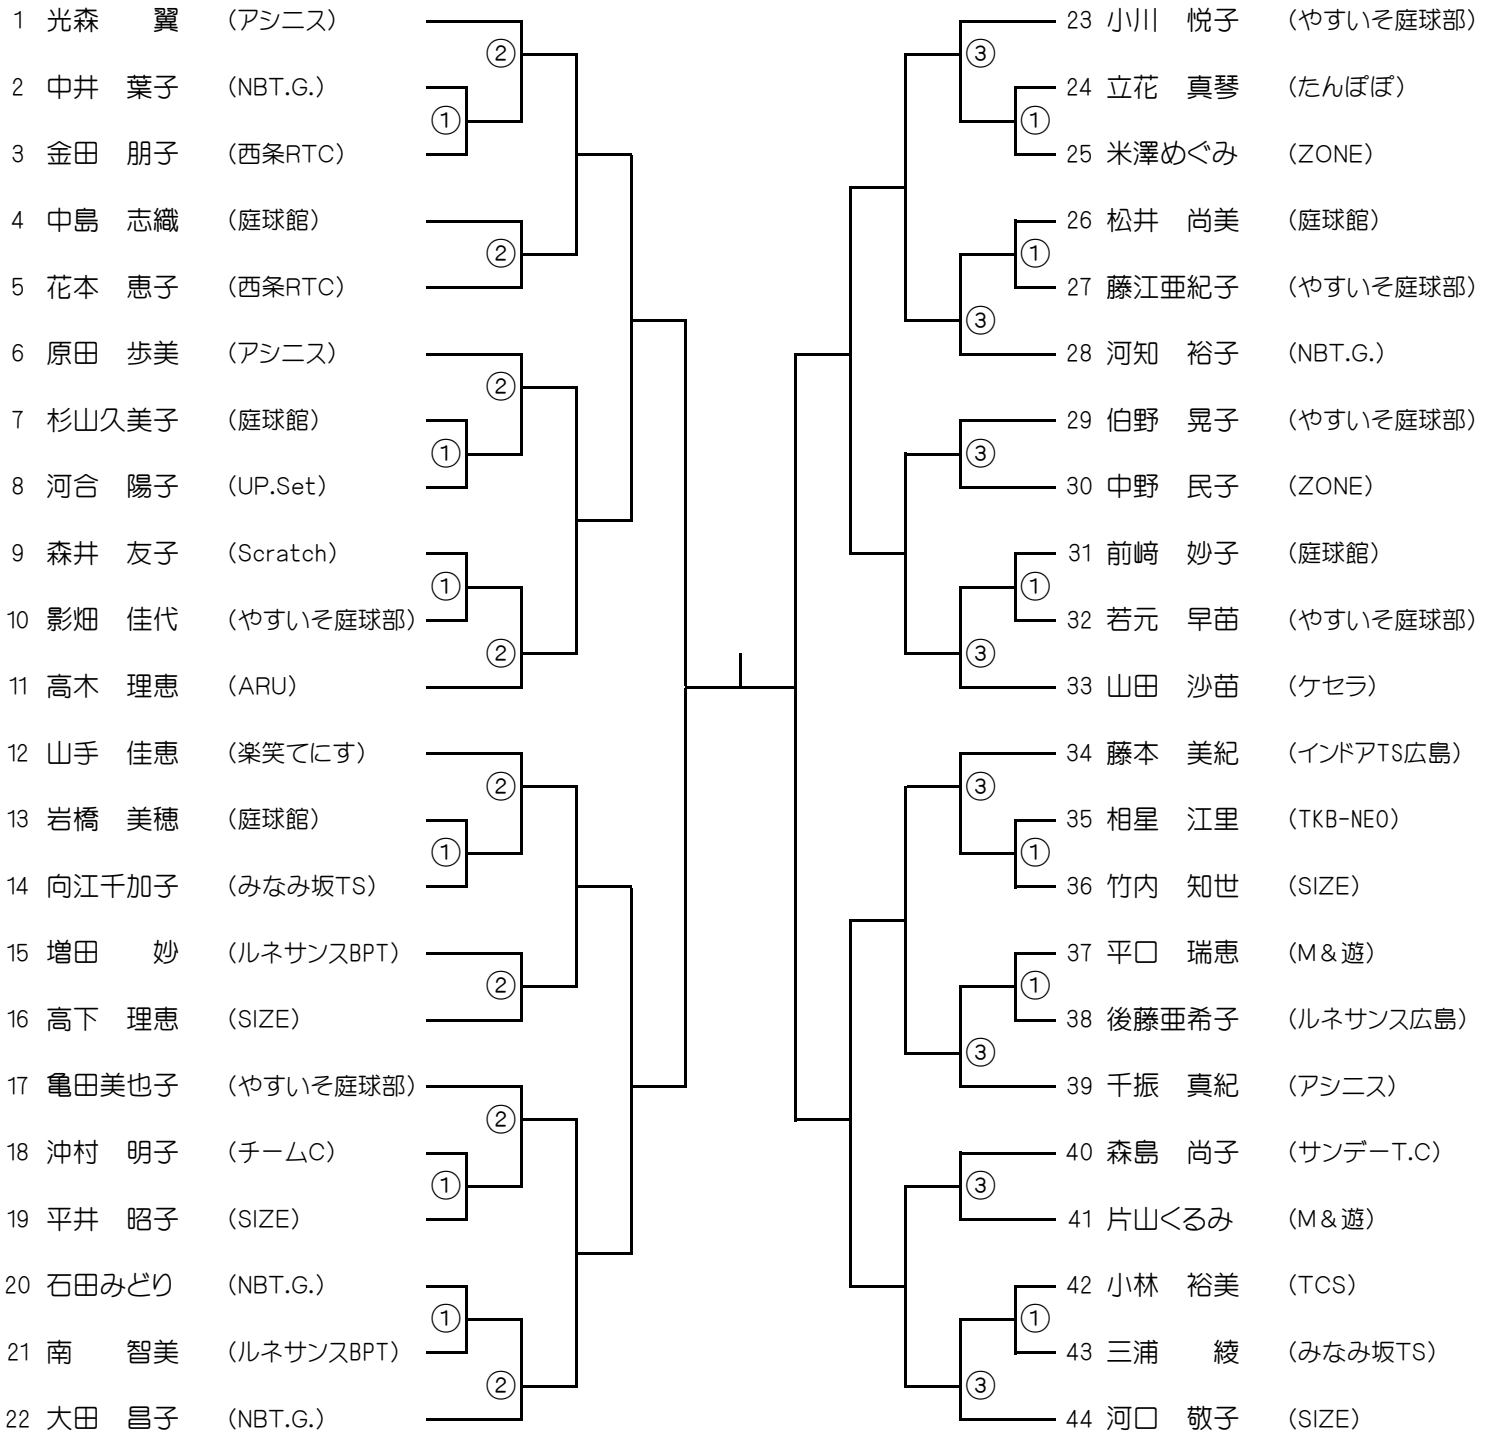 1 光森 翼 (アシニス)
②
2 中井 葉子 (NBT.G.)
①
3 金田 朋子 (西条RTC)
4 中島 志織 (庭球館)
②
5 花本 恵子 (西条RTC)
6 原田 歩美 (アシニス)
②
7 杉山久美子 (庭球館)
①
8 河合 陽子 (UP.Set)
9 森井 友子 (Scratch)
①
10 影畑 佳代 (やすいそ庭球部)
②
11 高木 理恵 (ARU)
12 山手 佳恵 (楽笑てにす)
②
13 岩橋 美穂 (庭球館)
①
14 向江千加子 (みなみ坂TS)
15 増田 妙 (ルネサンスBPT)
②
16 高下 理恵 (SIZE)
17 亀田美也子 (やすいそ庭球部)
②
18 沖村 明子 (チームC)
①
19 平井 昭子 (SIZE)
20 石田みどり (NBT.G.)
①
21 南 智美 (ルネサンスBPT)
②
22 大田 昌子 (NBT.G.)
23 小川 悦子 (やすいそ庭球部)
③
24 立花 真琴 (たんぽぽ)
①
25 米澤めぐみ (ZONE)
26 松井 尚美 (庭球館)
①
27 藤江亜紀子 (やすいそ庭球部)
③
28 河知 裕子 (NBT.G.)
29 伯野 晃子 (やすいそ庭球部)
③
30 中野 民子 (ZONE)
31 前﨑 妙子 (庭球館)
①
32 若元 早苗 (やすいそ庭球部)
③
33 山田 沙苗 (ケセラ)
34 藤本 美紀 (インドアTS広島)
③
35 相星 江里 (TKB-NEO)
①
36 竹内 知世 (SIZE)
37 平口 瑞恵 (M&遊)
①
38 後藤亜希子 (ルネサンス広島)
③
39 千振 真紀 (アシニス)
40 森島 尚子 (サンデーT.C)
③
41 片山くるみ (M&遊)
42 小林 裕美 (TCS)
①
43 三浦 綾 (みなみ坂TS)
③
44 河口 敬子 (SIZE)